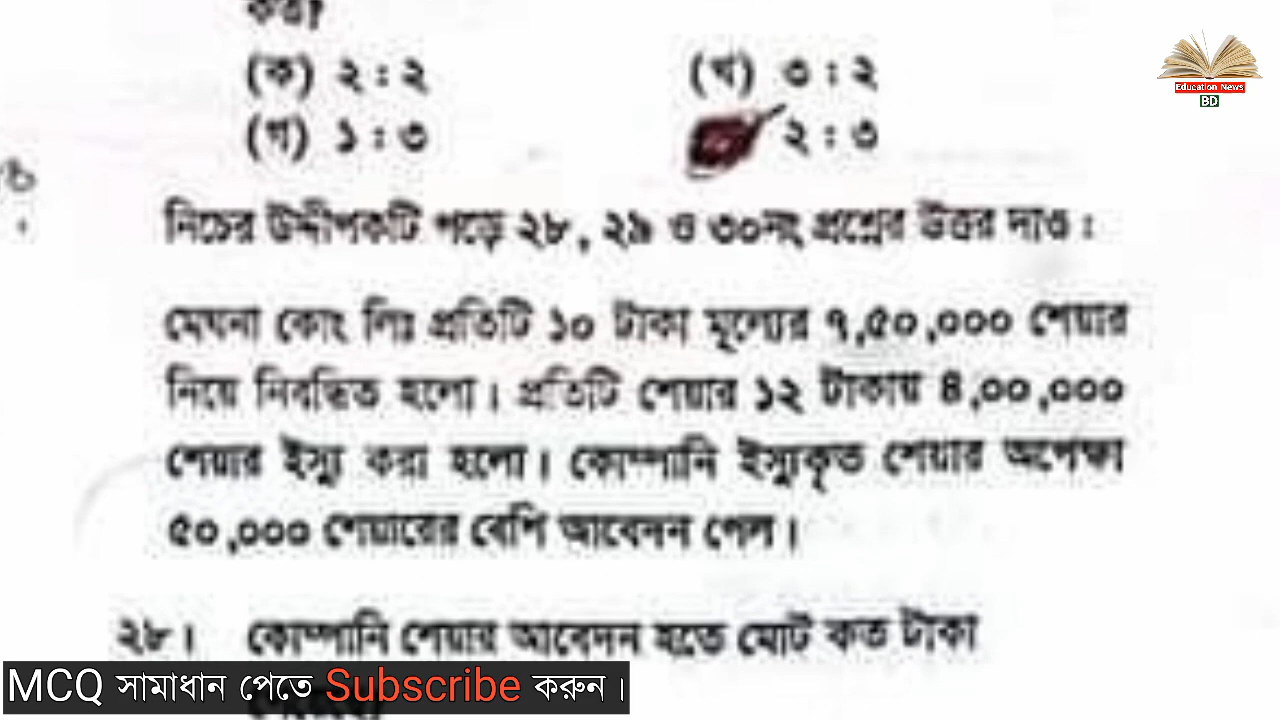 (ক) ২ : ২ (খ) ৩ : ২
Education News
BD
(গ) ১ : ৩ ২ : ৩
নিচের উদ্দীপকটি পড়ে ২৮, ২৯ ও ৩০নং প্রশ্নের উত্তর দাও :
মেঘনা কোং লিঃ প্রতিটি ১০ টাকা মূল্যের ৭,৫০,০০০ শেয়ার
নিয়ে নিবন্ধিত হলো। প্রতিটি শেয়ার ১২ টাকায় ৪,০০,০০০
শেয়ার ইস্যু করা হলো। কোম্পানি ইস্যুকৃত শেয়ার অপেক্ষা
৫০,০০০ শেয়ারের বেশি আবেদন পেল।
২৮। কোম্পানি শেয়ার আবেদন হতে মোট কত টাকা
MCQ সামাধান পেতে Subscribe করুন।